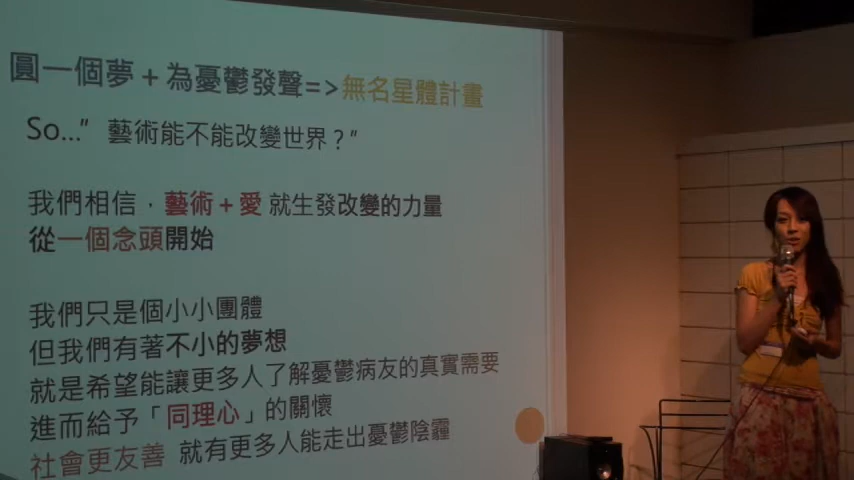 圓一個夢+為憂鬱發聲=>無名星體計畫
So…" 藝術能不能改變世界？"
我們相信，藝術+愛 就生發改變的力量
從一個念頭開始
我們只是個小小團體
但我們有著不小的夢想
就是希望能讓更多人了解憂鬱病友的真實需要
進而給予「同理心」的關懷
社會更友善 就有更多人能走出憂鬱陰霾